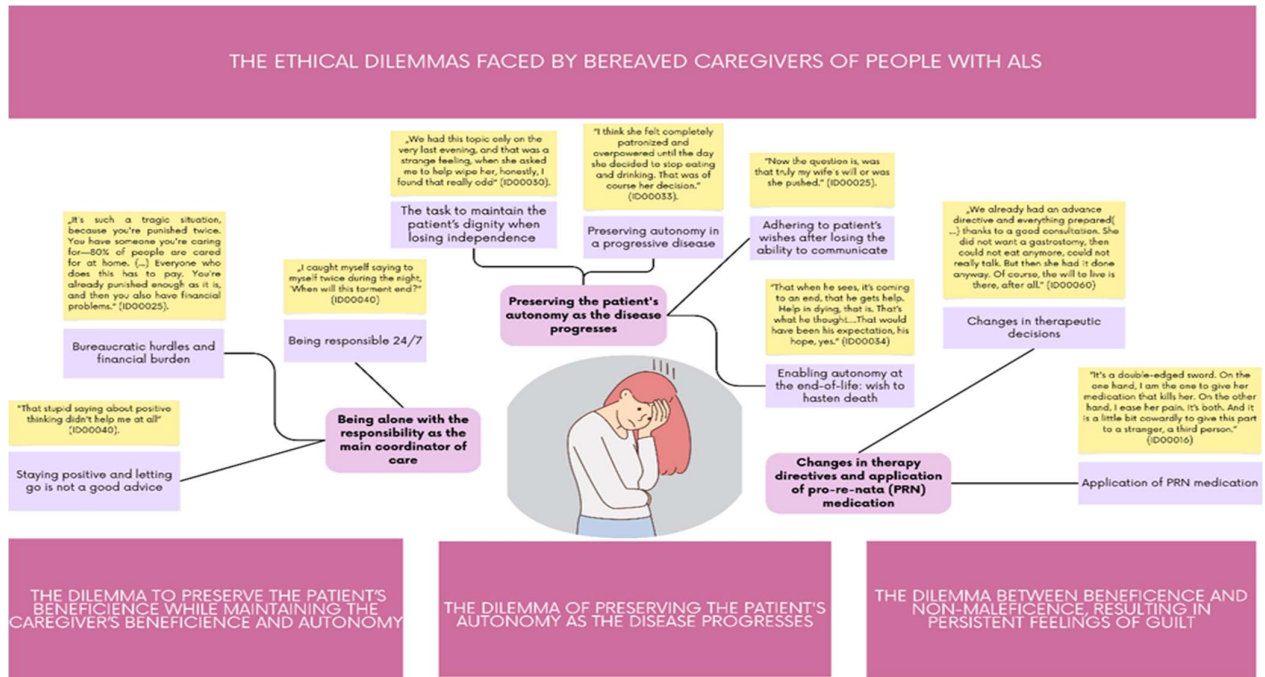 THE ETHICAL DILEMMAS FACED BY BEREAVED CAREGIVERS OF PEOPLE WITH ALS
„We had this topic only on the
very last evening, and that was a
strange feeling, when she asked
me to help wipe her, honestly, I
found that really odd" (ID00030).
The task to maintain the
patient's dignity when
losing independence
"I think she felt completely
patronized and
overpowered until the day
she decided to stop eating
and drinking. That was of
course her decision."
(ID00033).
Preserving autonomy in
a progressive disease
"Now the question is, was
that truly my wife's will or was
she pushed." (ID00025).
Adhering to patient's
wishes after losing the
ability to communicate
"That when he sees, it's coming
to an end, that he gets help.
Help in dying, that is. That's
what he thought....That would
have been his expectation, his
hope, yes." (ID00034)
Enabling autonomy at
the end-of-life: wish to
hasten death
Preserving the patient's
autonomy as the disease
progresses
„It's such a tragic situation,
because you're punished twice.
You have someone you're caring
for—80% of people are cared
for at home. (...) Everyone who
does this has to pay. You're
already punished enough as it is,
and then you also have financial
problems." (ID00025).
Bureaucratic hurdles and
financial burden
„I caught myself saying to
myself twice during the night,
'When will this torment end?"
(ID00040)
Being responsible 24/7
"That stupid saying about positive
thinking didn't help me at all"
(ID00040).
Staying positive and letting
go is not a good advice
Being alone with the
responsibility as the
main coordinator of
care
„We already had an advance
directive and everything prepared(
...) thanks to a good consultation. She
did not want a gastrostomy, then
could not eat anymore, could not
really talk. But then she had it done
anyway. Of course, the will to live is
there, after all." (ID00060)
Changes in therapeutic
decisions
"It's a double-edged sword. On the
one hand, I am the one to give her
medication that kills her. On the other
hand, I ease her pain. It's both. And it
is a little bit cowardly to give this part
to a stranger, a third person."
(ID00016)
Application of PRN medication
Changes in therapy
directives and application
of pro-re-nata (PRN)
medication
THE DILEMMA TO PRESERVE THE PATIENT'S
BENEFICIENCE WHILE MAINTAINING THE
CAREGIVER'S BENEFICIENCE AND AUTONOMY
THE DILEMMA OF PRESERVING THE PATIENT'S
AUTONOMY AS THE DISEASE PROGRESSES
THE DILEMMA BETWEEN BENEFICENCE AND
NON-MALEFICENCE, RESULTING IN
PERSISTENT FEELINGS OF GUILT